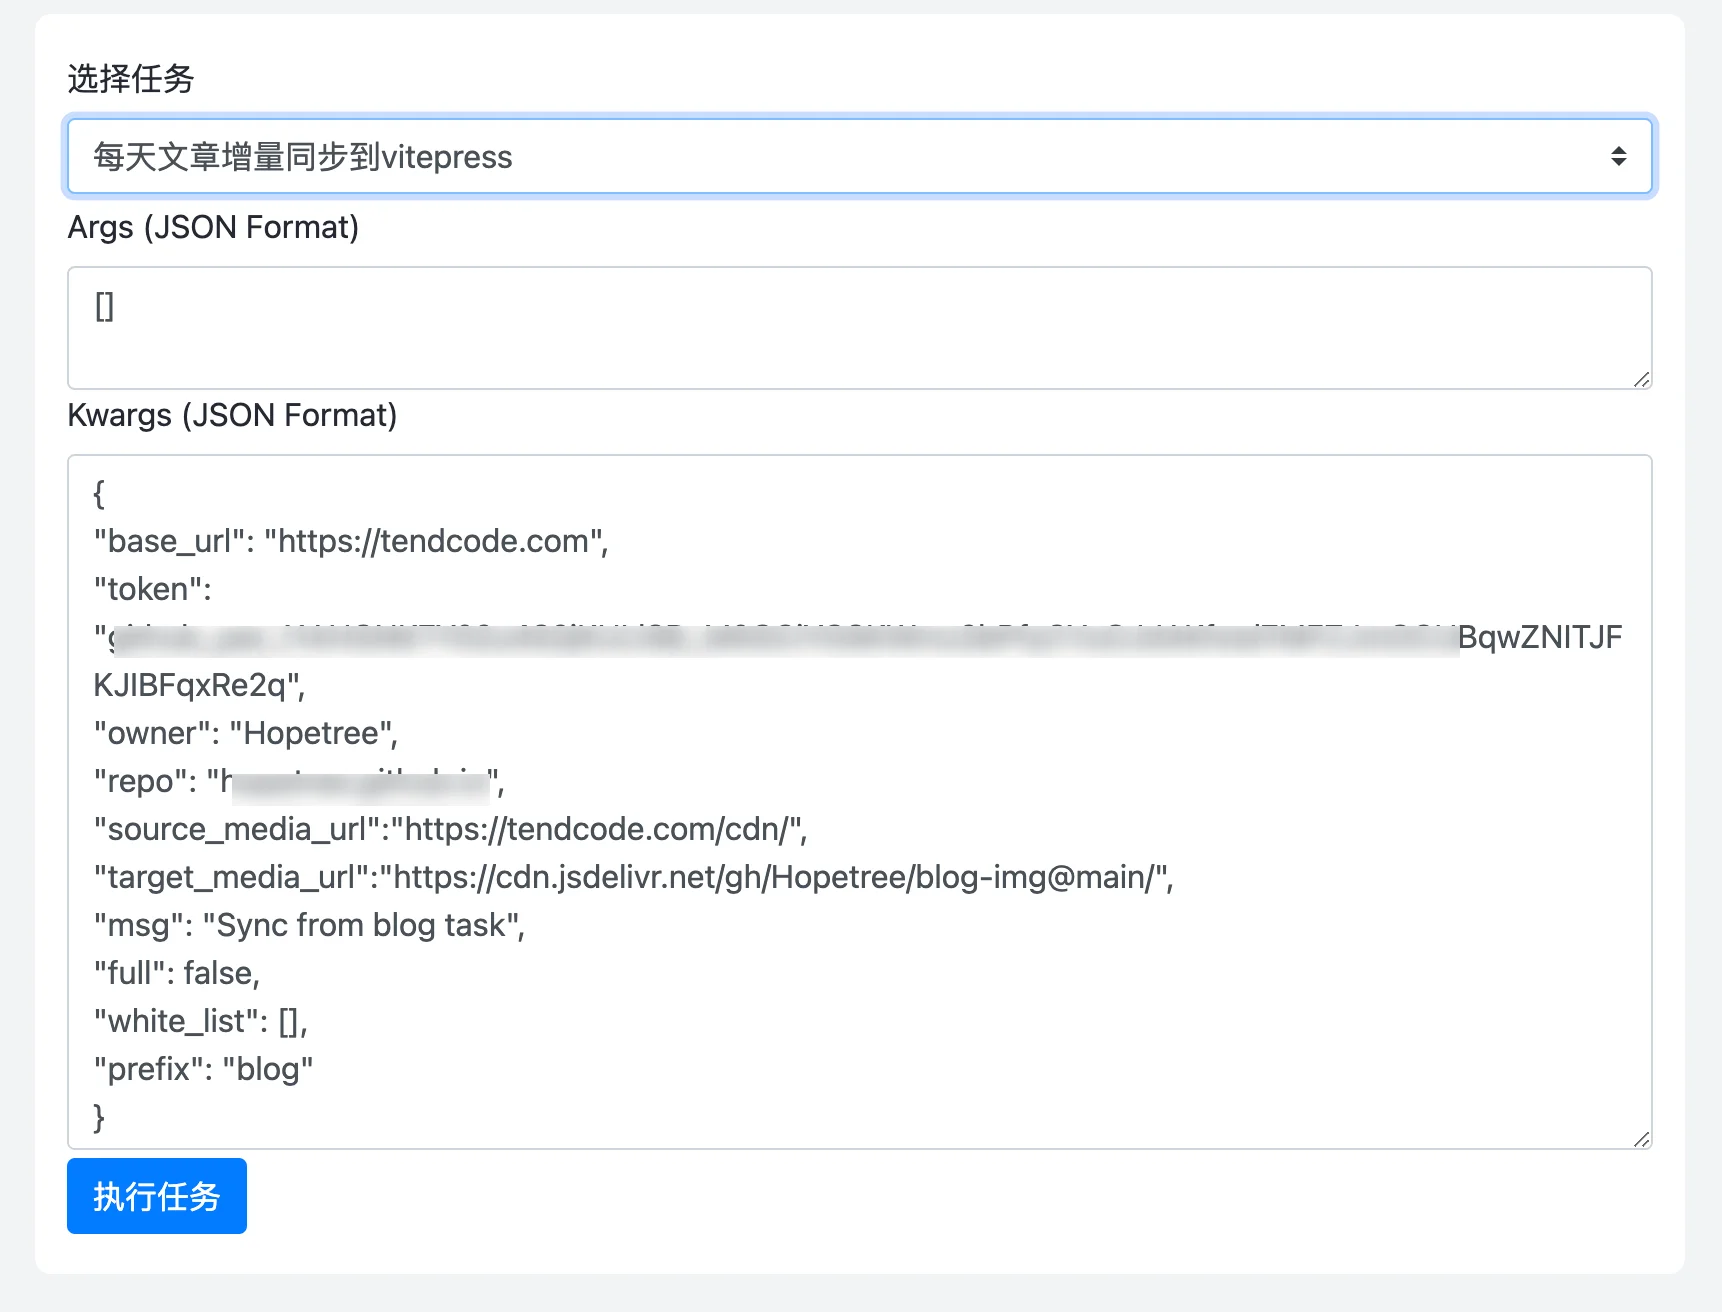 选择任务
每天文章增量同步到vitepress
Args (JSON Format)
[]
Kwargs (JSON Format)
{
"base_url": "https://tendcode.com",
"token":
"g BqwZNITJF
KJIBFqxRe2q",
"owner": "Hopetree",
"repo": "h ",
"source_media_url":"https://tendcode.com/cdn/",
"target_media_url":"https://cdn.jsdelivr.net/gh/Hopetree/blog-img@main/",
"msg": "Sync from blog task",
"full": false,
"white_list": [],
"prefix": "blog"
}
执行任务